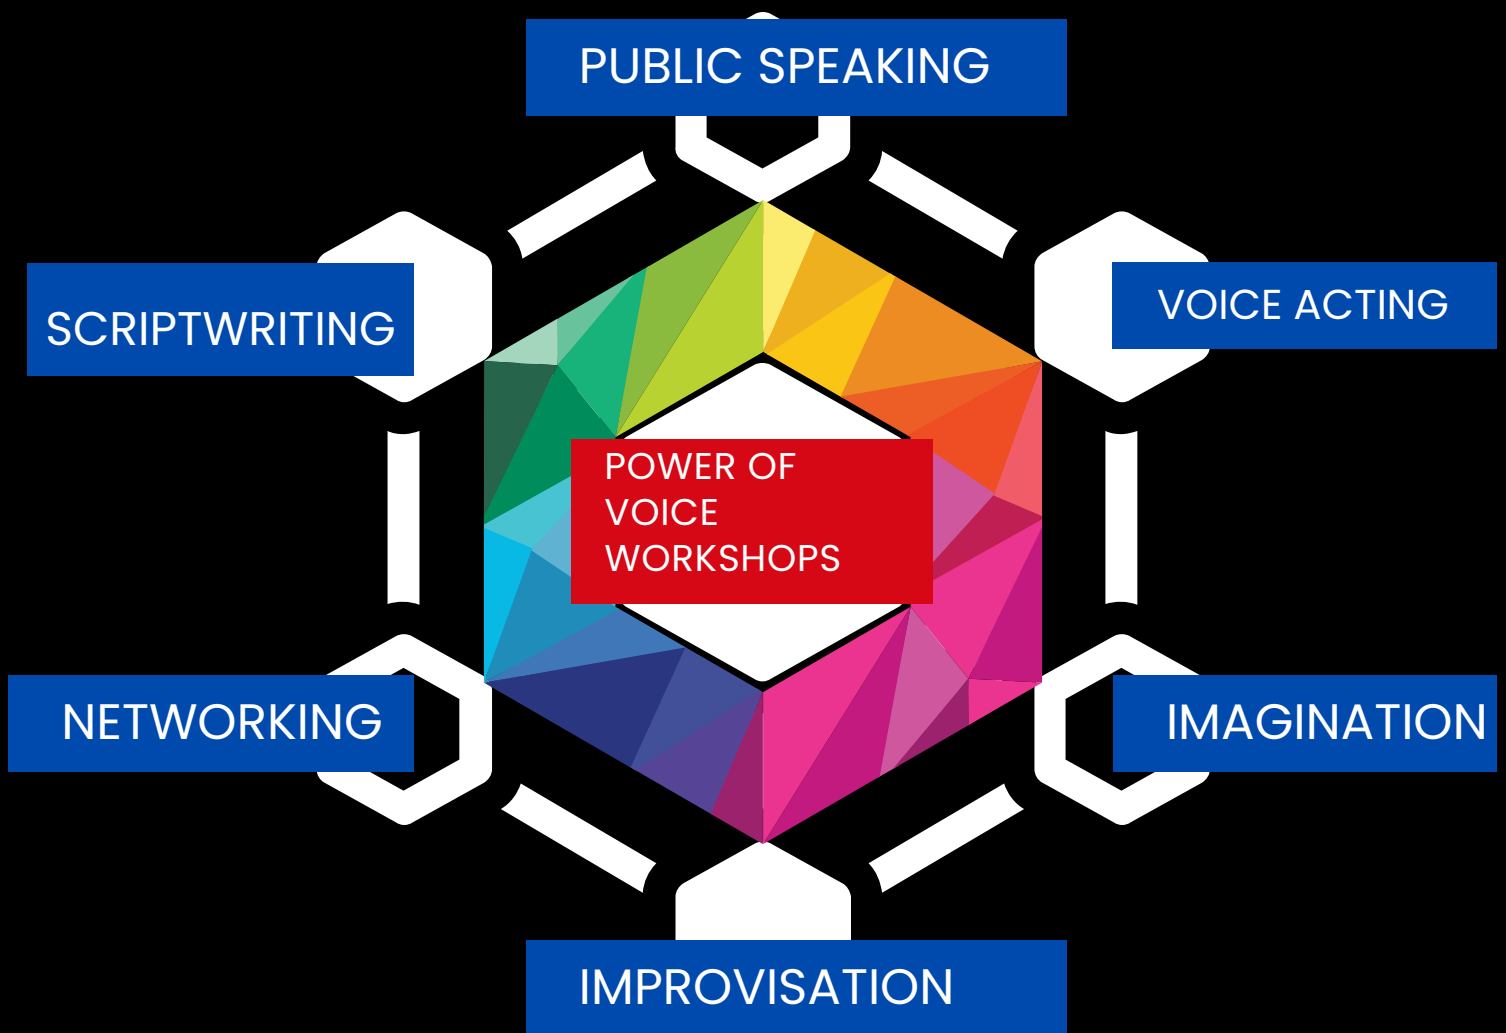 PUBLIC SPEAKING
SCRIPTWRITING
VOICE ACTING
POWER OF
VOICE
WORKSHOPS
NETWORKING
IMAGINATION
IMPROVISATION